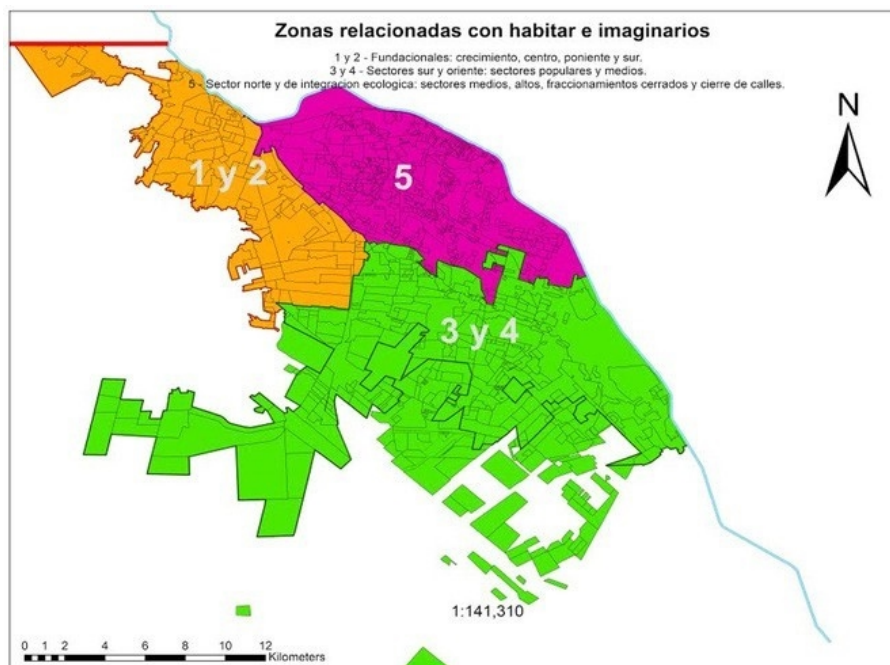 Zonas relacionadas con habitar e imaginarios
1 y 2 - Fundacionales: crecimiento, centro, poniente y sur.
3 y 4 - Sectores sur y oriente: sectores populares y medios.
5 - Sector norte y de integracion ecologica: sectores medios, altos, fraccionamientos cerrados y cierre de calles.
N
1 y 2
5
3 y 4
1:141,310
0 1 2 4 6 8 10 12
Kilometers